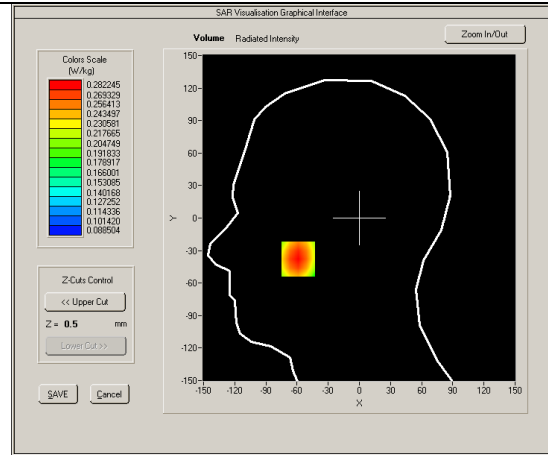 SAR Visualisation Graphical Interface
Volume Radiated Intensity
Zoom In/Out
Colors Scale
(W/kg)
0.282245
0.269329
0.256413
0.243497
0.230581
0.217665
0.204749
0.191833
0.178917
0.166001
0.153085
0.140168
0.127252
0.114336
0.101420
0.088504
Z-Cuts Control
<< Upper Cut
Z = 0.5 mm
Lower Cut >>
SAVE
Cancel
150
120
90
60
30
0
-30
-60
-90
-120
-150
Y
-150 -120 -90 -60 -30 0 30 60 90 120 150
X